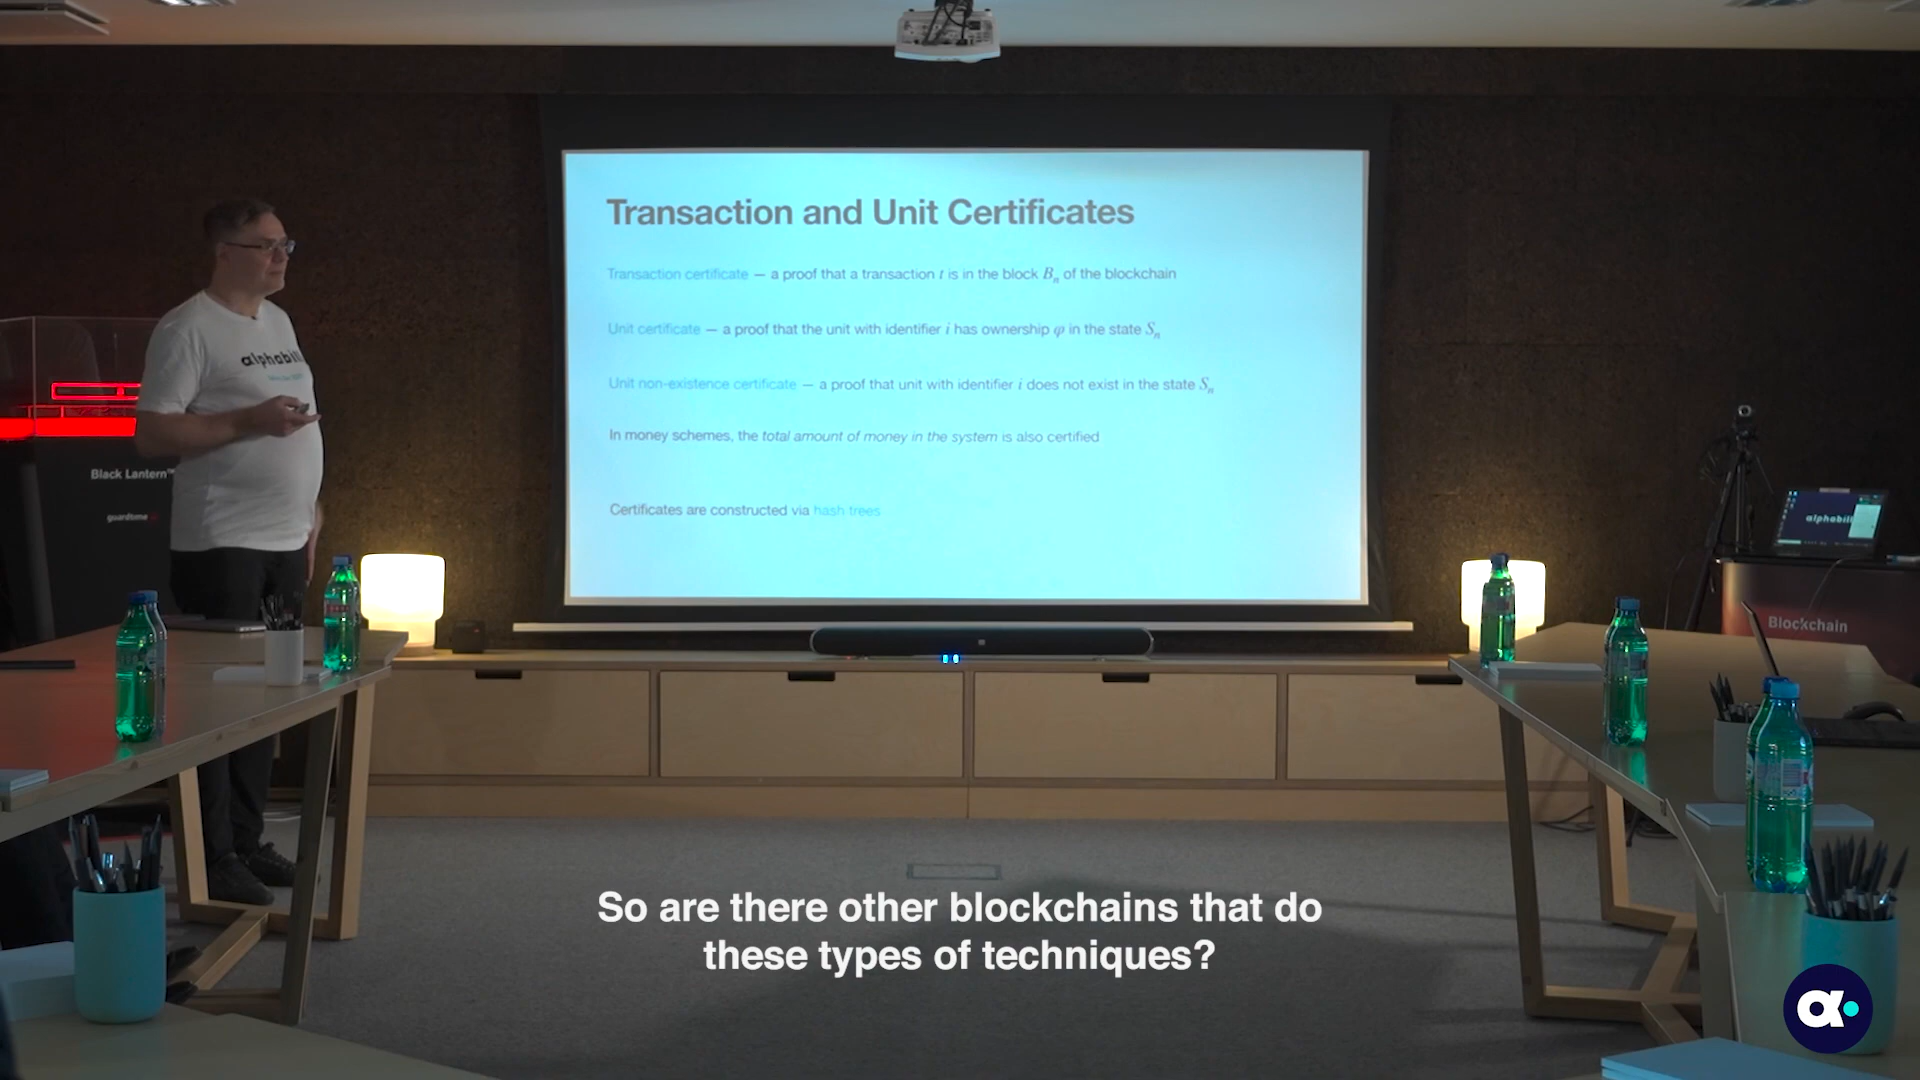 Transaction and Unit Certificates
Transaction certificate — a proof that a transaction t is in the block Bn of the blockchain
Unit certificate — a proof that the unit with identifier i has ownership φ in the state Sn
Unit non-existence certificate — a proof that unit with identifier i does not exist in the state Sn
In money schemes, the total amount of money in the system is also certified
Certificates are constructed via hash trees
alphabil
Black Lantern™
guardtime
alphabill
Blockchain
So are there other blockchains that do
these types of techniques?
α